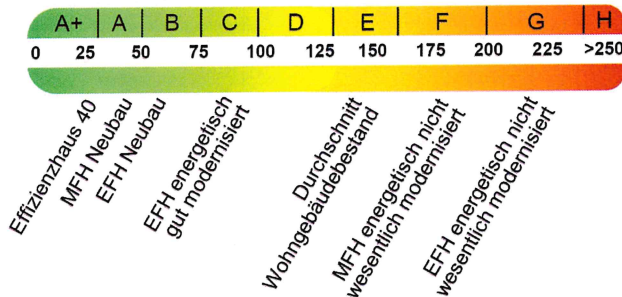 A+ A B C D E F G H
0 25 50 75 100 125 150 175 200 225 >250
Effizienzhaus 40
MFH Neubau
EFH Neubau
EFH energetisch
gut modernisiert
Durchschnitt
Wohngebäudebestand
MFH energetisch nicht
wesentlich modernisiert
EFH energetisch nicht
wesentlich modernisiert